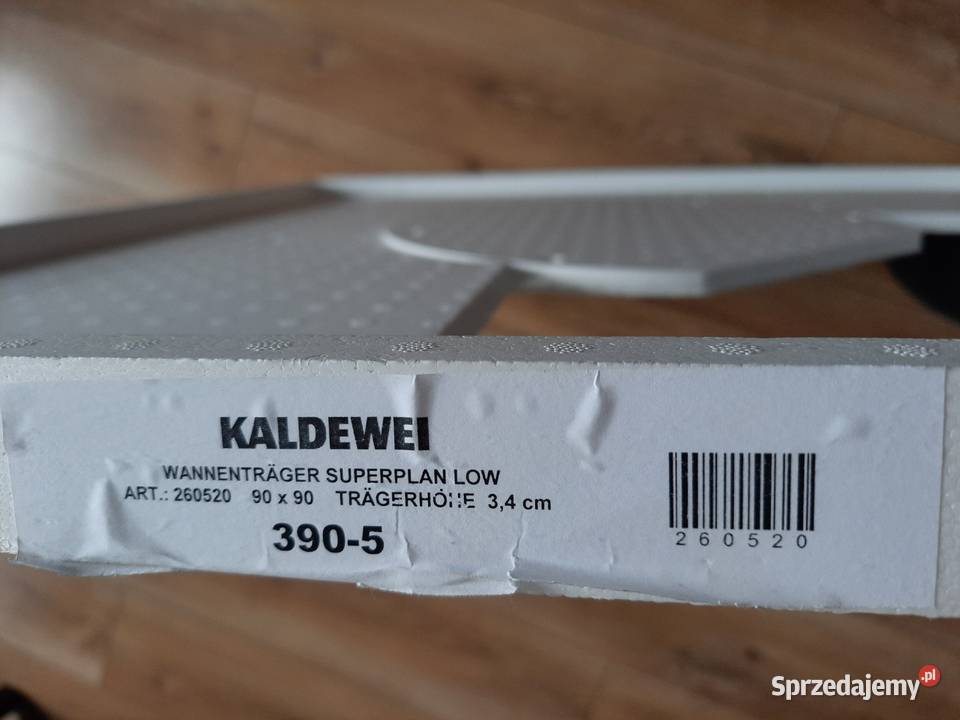 KALDEWEI
WANNENTRÄGER SUPERPLAN LOW
ART.: 260520 90 x 90 TRÄGERHÖHE 3,4 cm
390-5
260520
Sprzedajemy.pl